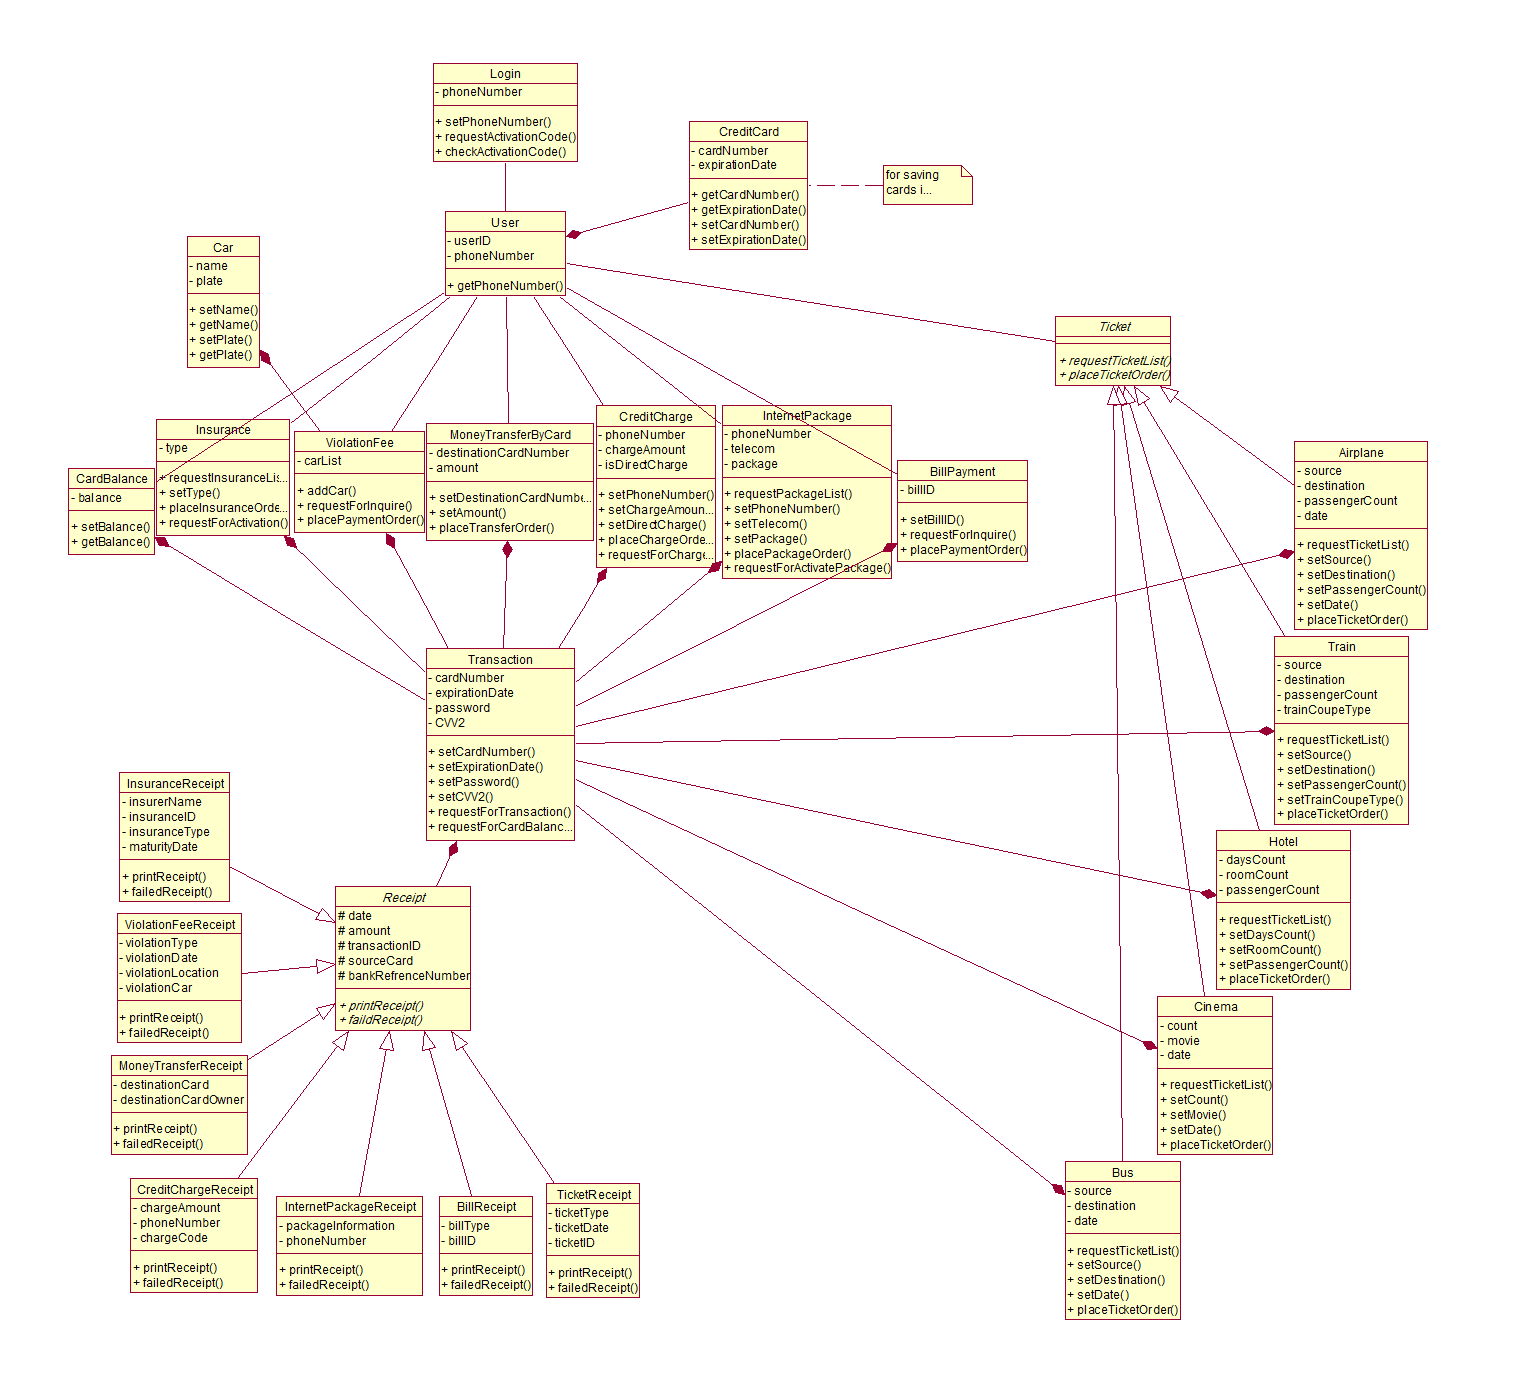 Login
- phoneNumber
+ setPhoneNumber()
+ requestActivationCode()
+ checkActivationCode()
CreditCard
- cardNumber
- expirationDate
+ getCardNumber()
+ getExpirationDate()
+ setCardNumber()
+ setExpirationDate()
for saving
cards i...
User
- userID
- phoneNumber
+ getPhoneNumber()
Car
- name
- plate
+ setName()
+ getName()
+ setPlate()
+ getPlate()
Ticket
+ requestTicketList()
+ placeTicketOrder()
CardBalance
- balance
+ setBalance()
+ getBalance()
Insurance
- type
+ requestInsuranceLis...
+ setType()
+ placeInsuranceOrde...
+ requestForActivation()
ViolationFee
- carList
+ addCar()
+ requestForInquire()
+ placePaymentOrder()
MoneyTransferByCard
- destinationCardNumber
- amount
+ setDestinationCardNumbe...
+ setAmount()
+ placeTransferOrder()
CreditCharge
- phoneNumber
- chargeAmount
- isDirectCharge
+ setPhoneNumber()
+ setChargeAmoun...
+ setDirectCharge()
+ placeChargeOrde...
+ requestForCharge...
InternetPackage
- phoneNumber
- telecom
- package
+ requestPackageList()
+ setPhoneNumber()
+ setTelecom()
+ setPackage()
+ placePackageOrder()
+ requestForActivatePackage()
BillPayment
- billID
+ setBillID()
+ requestForInquire()
+ placePaymentOrder()
Airplane
- source
- destination
- passengerCount
- date
+ requestTicketList()
+ setSource()
+ setDestination()
+ setPassengerCount()
+ setDate()
+ placeTicketOrder()
Transaction
- cardNumber
- expirationDate
- password
- CVV2
+ setCardNumber()
+ setExpirationDate()
+ setPassword()
+ setCVV2()
+ requestForTransaction()
+ requestForCardBalanc...
Train
- source
- destination
- passengerCount
- trainCoupeType
+ requestTicketList()
+ setSource()
+ setDestination()
+ setPassengerCount()
+ setTrainCoupeType()
+ placeTicketOrder()
Hotel
- daysCount
- roomCount
- passengerCount
+ requestTicketList()
+ setDaysCount()
+ setRoomCount()
+ setPassengerCount()
+ placeTicketOrder()
Cinema
- count
- movie
- date
+ requestTicketList()
+ setCount()
+ setMovie()
+ setDate()
+ placeTicketOrder()
Bus
- source
- destination
- date
+ requestTicketList()
+ setSource()
+ setDestination()
+ setDate()
+ placeTicketOrder()
InsuranceReceipt
- insurerName
- insuranceID
- insuranceType
- maturityDate
+ printReceipt()
+ failedReceipt()
Receipt
# date
# amount
# transactionID
# sourceCard
# bankRefrenceNumber
+ printReceipt()
+ faildReceipt()
ViolationFeeReceipt
- violationType
- violationDate
- violationLocation
- violationCar
+ printReceipt()
+ failedReceipt()
MoneyTransferReceipt
- destinationCard
- destinationCardOwner
+ printReceipt()
+ failedReceipt()
CreditChargeReceipt
- chargeAmount
- phoneNumber
- chargeCode
+ printReceipt()
+ failedReceipt()
InternetPackageReceipt
- packageInformation
- phoneNumber
+ printReceipt()
+ failedReceipt()
BillReceipt
- billType
- billID
+ printReceipt()
+ failedReceipt()
TicketReceipt
- ticketType
- ticketDate
- ticketID
+ printReceipt()
+ failedReceipt()